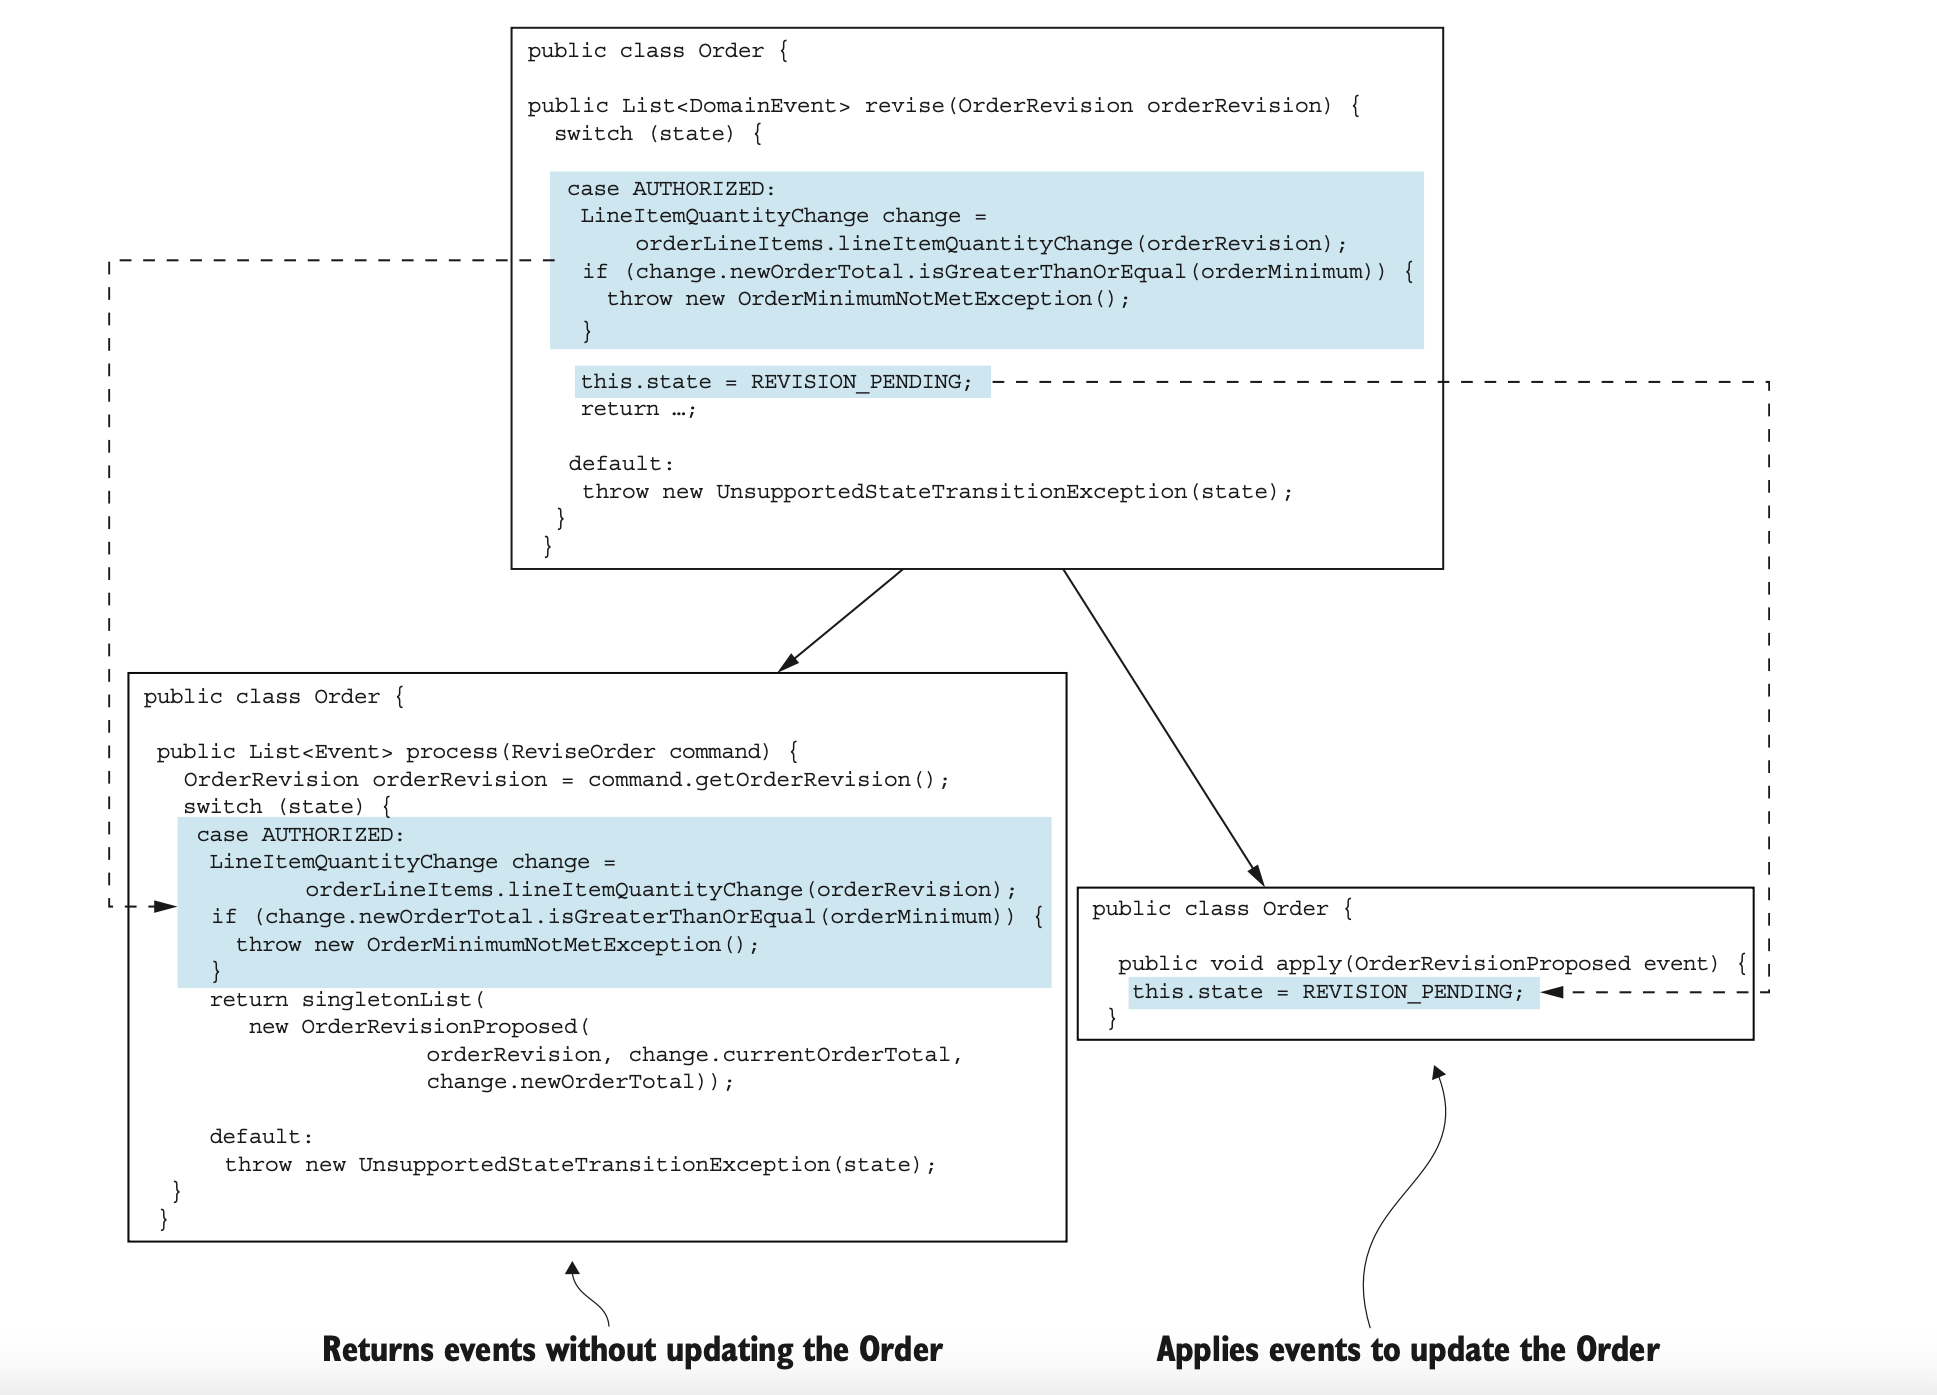 public class Order {
public List<DomainEvent> revise(OrderRevision orderRevision) {
switch (state) {
case AUTHORIZED:
LineItemQuantityChange change =
orderLineItems.lineItemQuantityChange(orderRevision);
if (change.newOrderTotal.isGreaterThanOrEqual(orderMinimum)) {
throw new OrderMinimumNotMetException();
}
this.state = REVISION_PENDING;
return …;
default:
throw new UnsupportedStateTransitionException(state);
}
}
public class Order {
public List<Event> process(ReviseOrder command) {
OrderRevision orderRevision = command.getOrderRevision();
switch (state) {
case AUTHORIZED:
LineItemQuantityChange change =
orderLineItems.lineItemQuantityChange(orderRevision);
if (change.newOrderTotal.isGreaterThanOrEqual(orderMinimum)) {
throw new OrderMinimumNotMetException();
}
return singletonList(
new OrderRevisionProposed(
orderRevision, change.currentOrderTotal,
change.newOrderTotal));
default:
throw new UnsupportedStateTransitionException(state);
}
}
public class Order {
public void apply(OrderRevisionProposed event) {
this.state = REVISION_PENDING;
}
Returns events without updating the Order
Applies events to update the Order